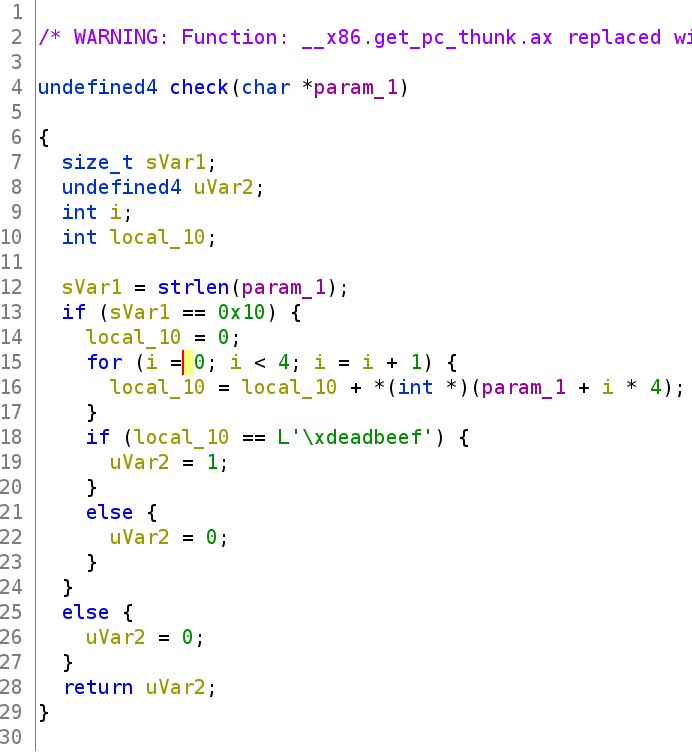 1
2 /* WARNING: Function: __x86.get_pc_thunk.ax replaced wi
3
4 undefined4 check(char *param_1)
5
6 {
7   size_t sVar1;
8   undefined4 uVar2;
9   int i;
10   int local_10;
11
12   sVar1 = strlen(param_1);
13   if (sVar1 == 0x10) {
14     local_10 = 0;
15     for (i = 0; i < 4; i = i + 1) {
16       local_10 = local_10 + *(int *)(param_1 + i * 4);
17     }
18     if (local_10 == L'\xdeadbeef') {
19       uVar2 = 1;
20     }
21     else {
22       uVar2 = 0;
23     }
24   }
25   else {
26     uVar2 = 0;
27   }
28   return uVar2;
29 }
30